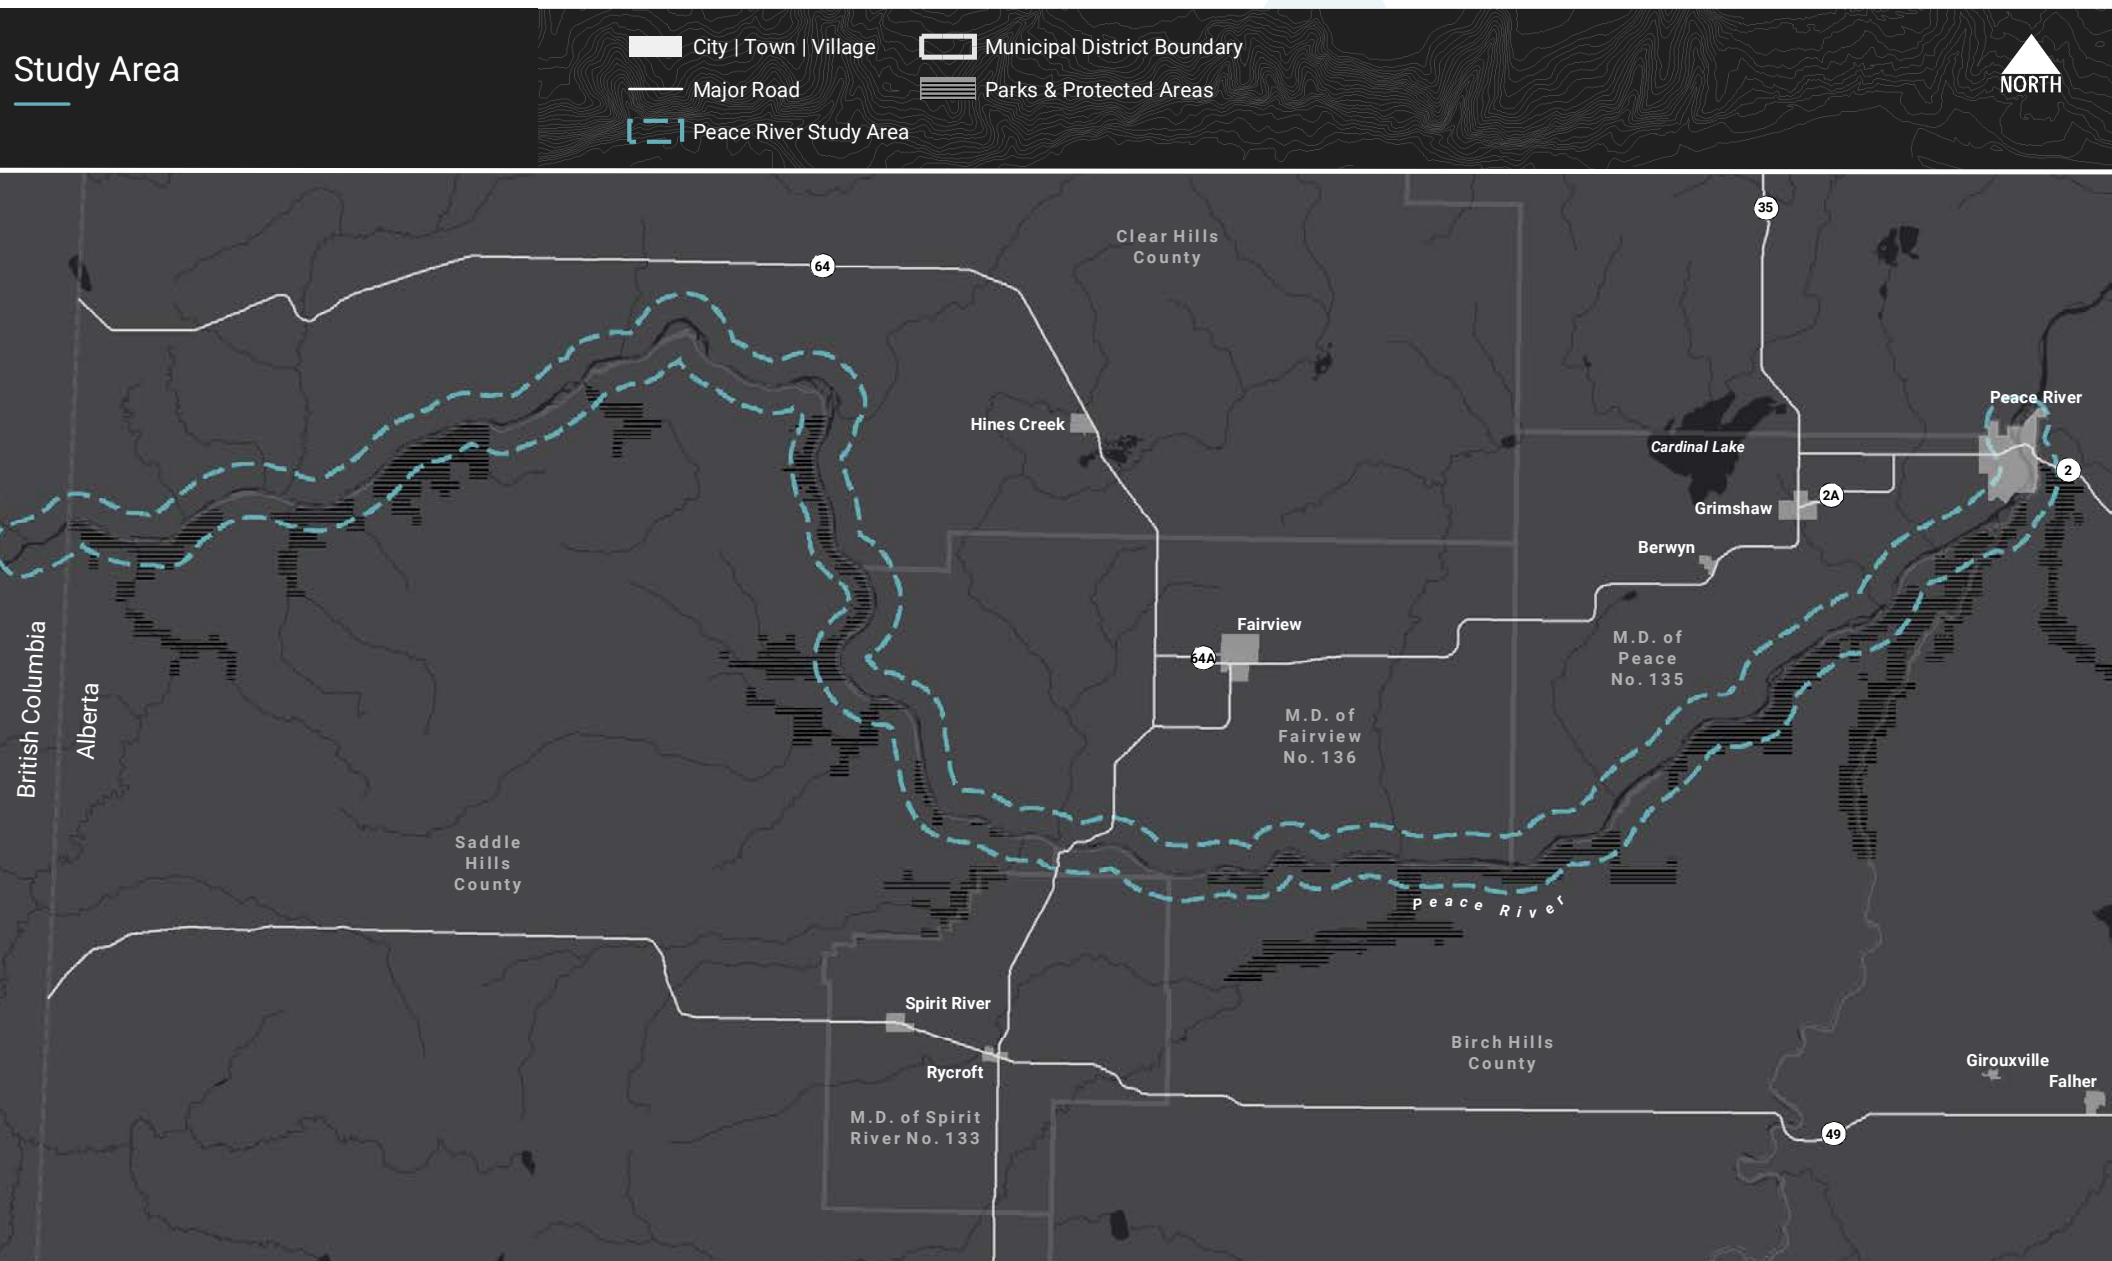 Study Area
City | Town | Village
Major Road
Peace River Study Area
Municipal District Boundary
Parks & Protected Areas
NORTH
35
Clear Hills
County
64
Peace River
Hines Creek
Cardinal Lake
2
2A
Grimshaw
Berwyn
British Columbia
Alberta
Fairview
64A
M.D. of
Peace
No. 135
M.D. of
Fairview
No. 136
Saddle
Hills
County
Peace River
Spirit River
Rycroft
Birch Hills
County
Girouxville
Falher
M.D. of Spirit
River No. 133
49